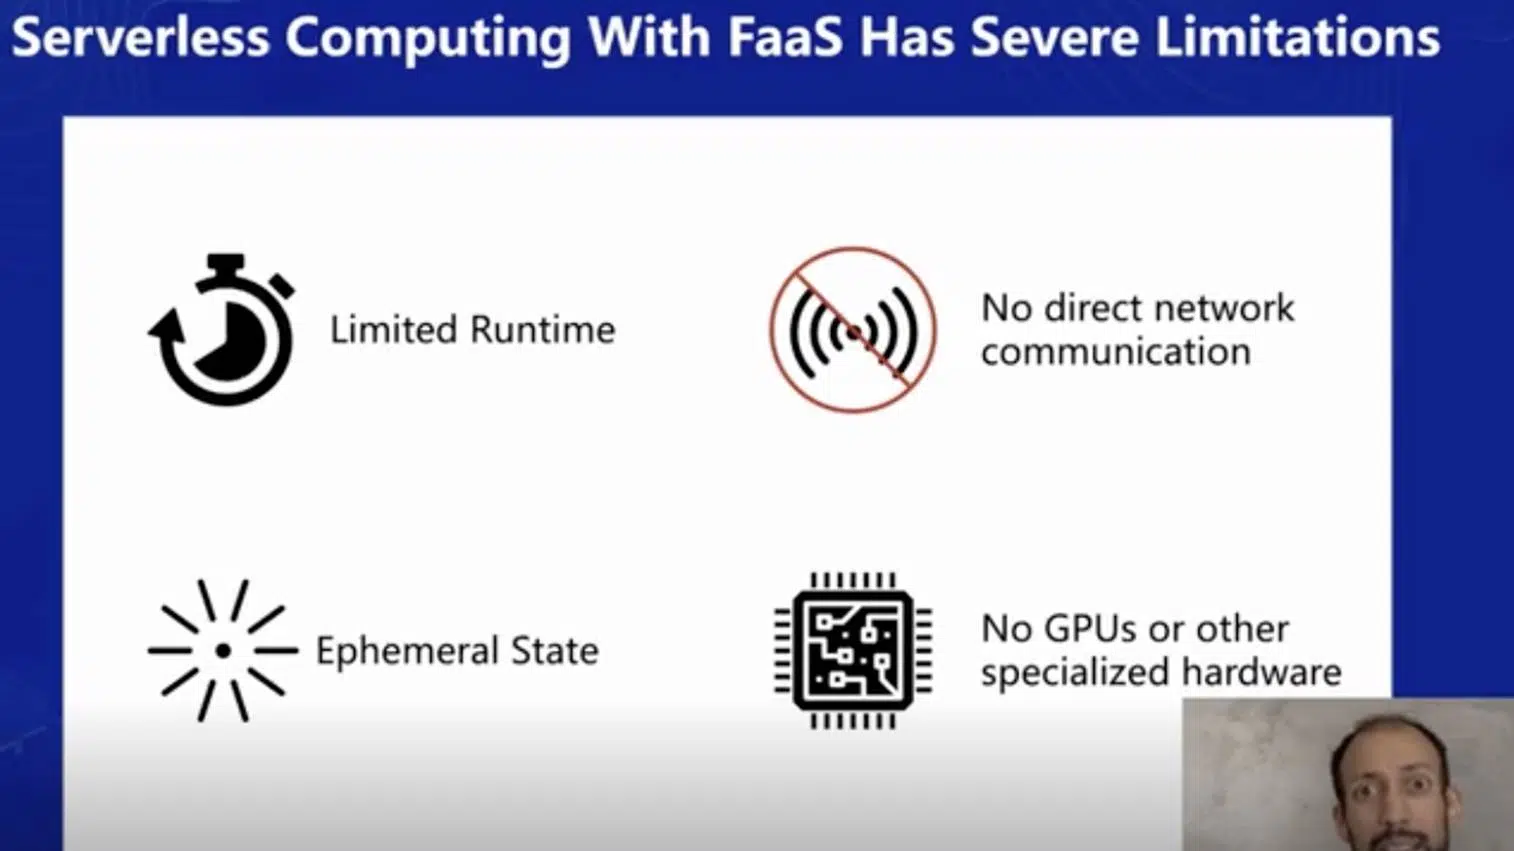 Serverless Computing With FaaS Has Severe Limitations
Limited Runtime
No direct network
communication
Ephemeral State
No GPUs or other
specialized hardware